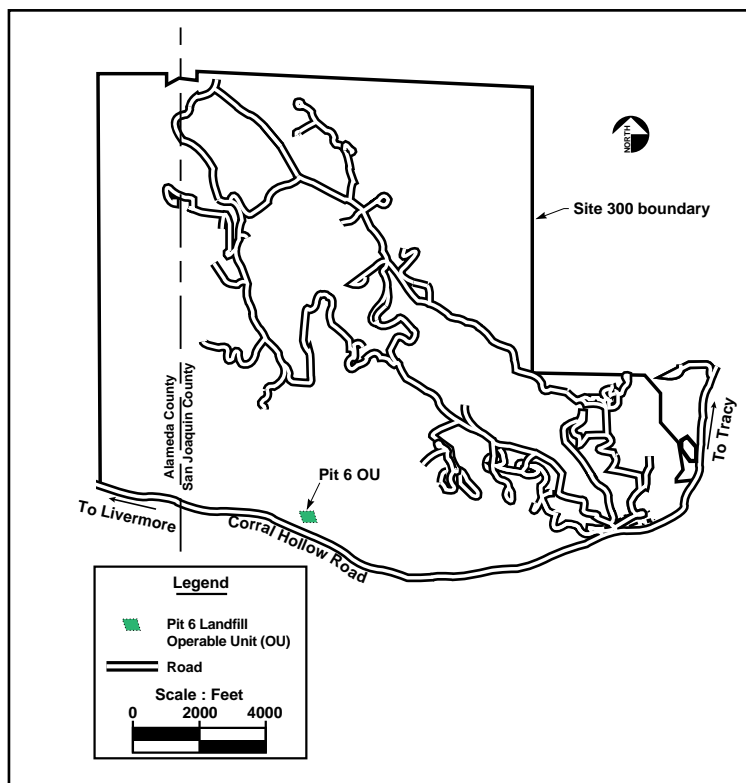 NORTH
Site 300 boundary
Alameda County
San Joaquin County
To Tracy
Pit 6 OU
To Livermore
Corral Hollow Road
Legend
Pit 6 Landfill
Operable Unit (OU)
Road
Scale : Feet
0 2000 4000